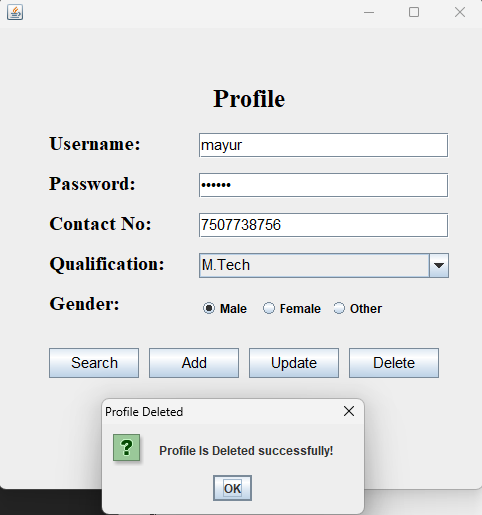 Profile
Username: mayur
Password: ••••••
Contact No: 7507738756
Qualification: M.Tech
Gender: Male Female Other
Search Add Update Delete
Profile Deleted
? Profile Is Deleted successfully!
OK